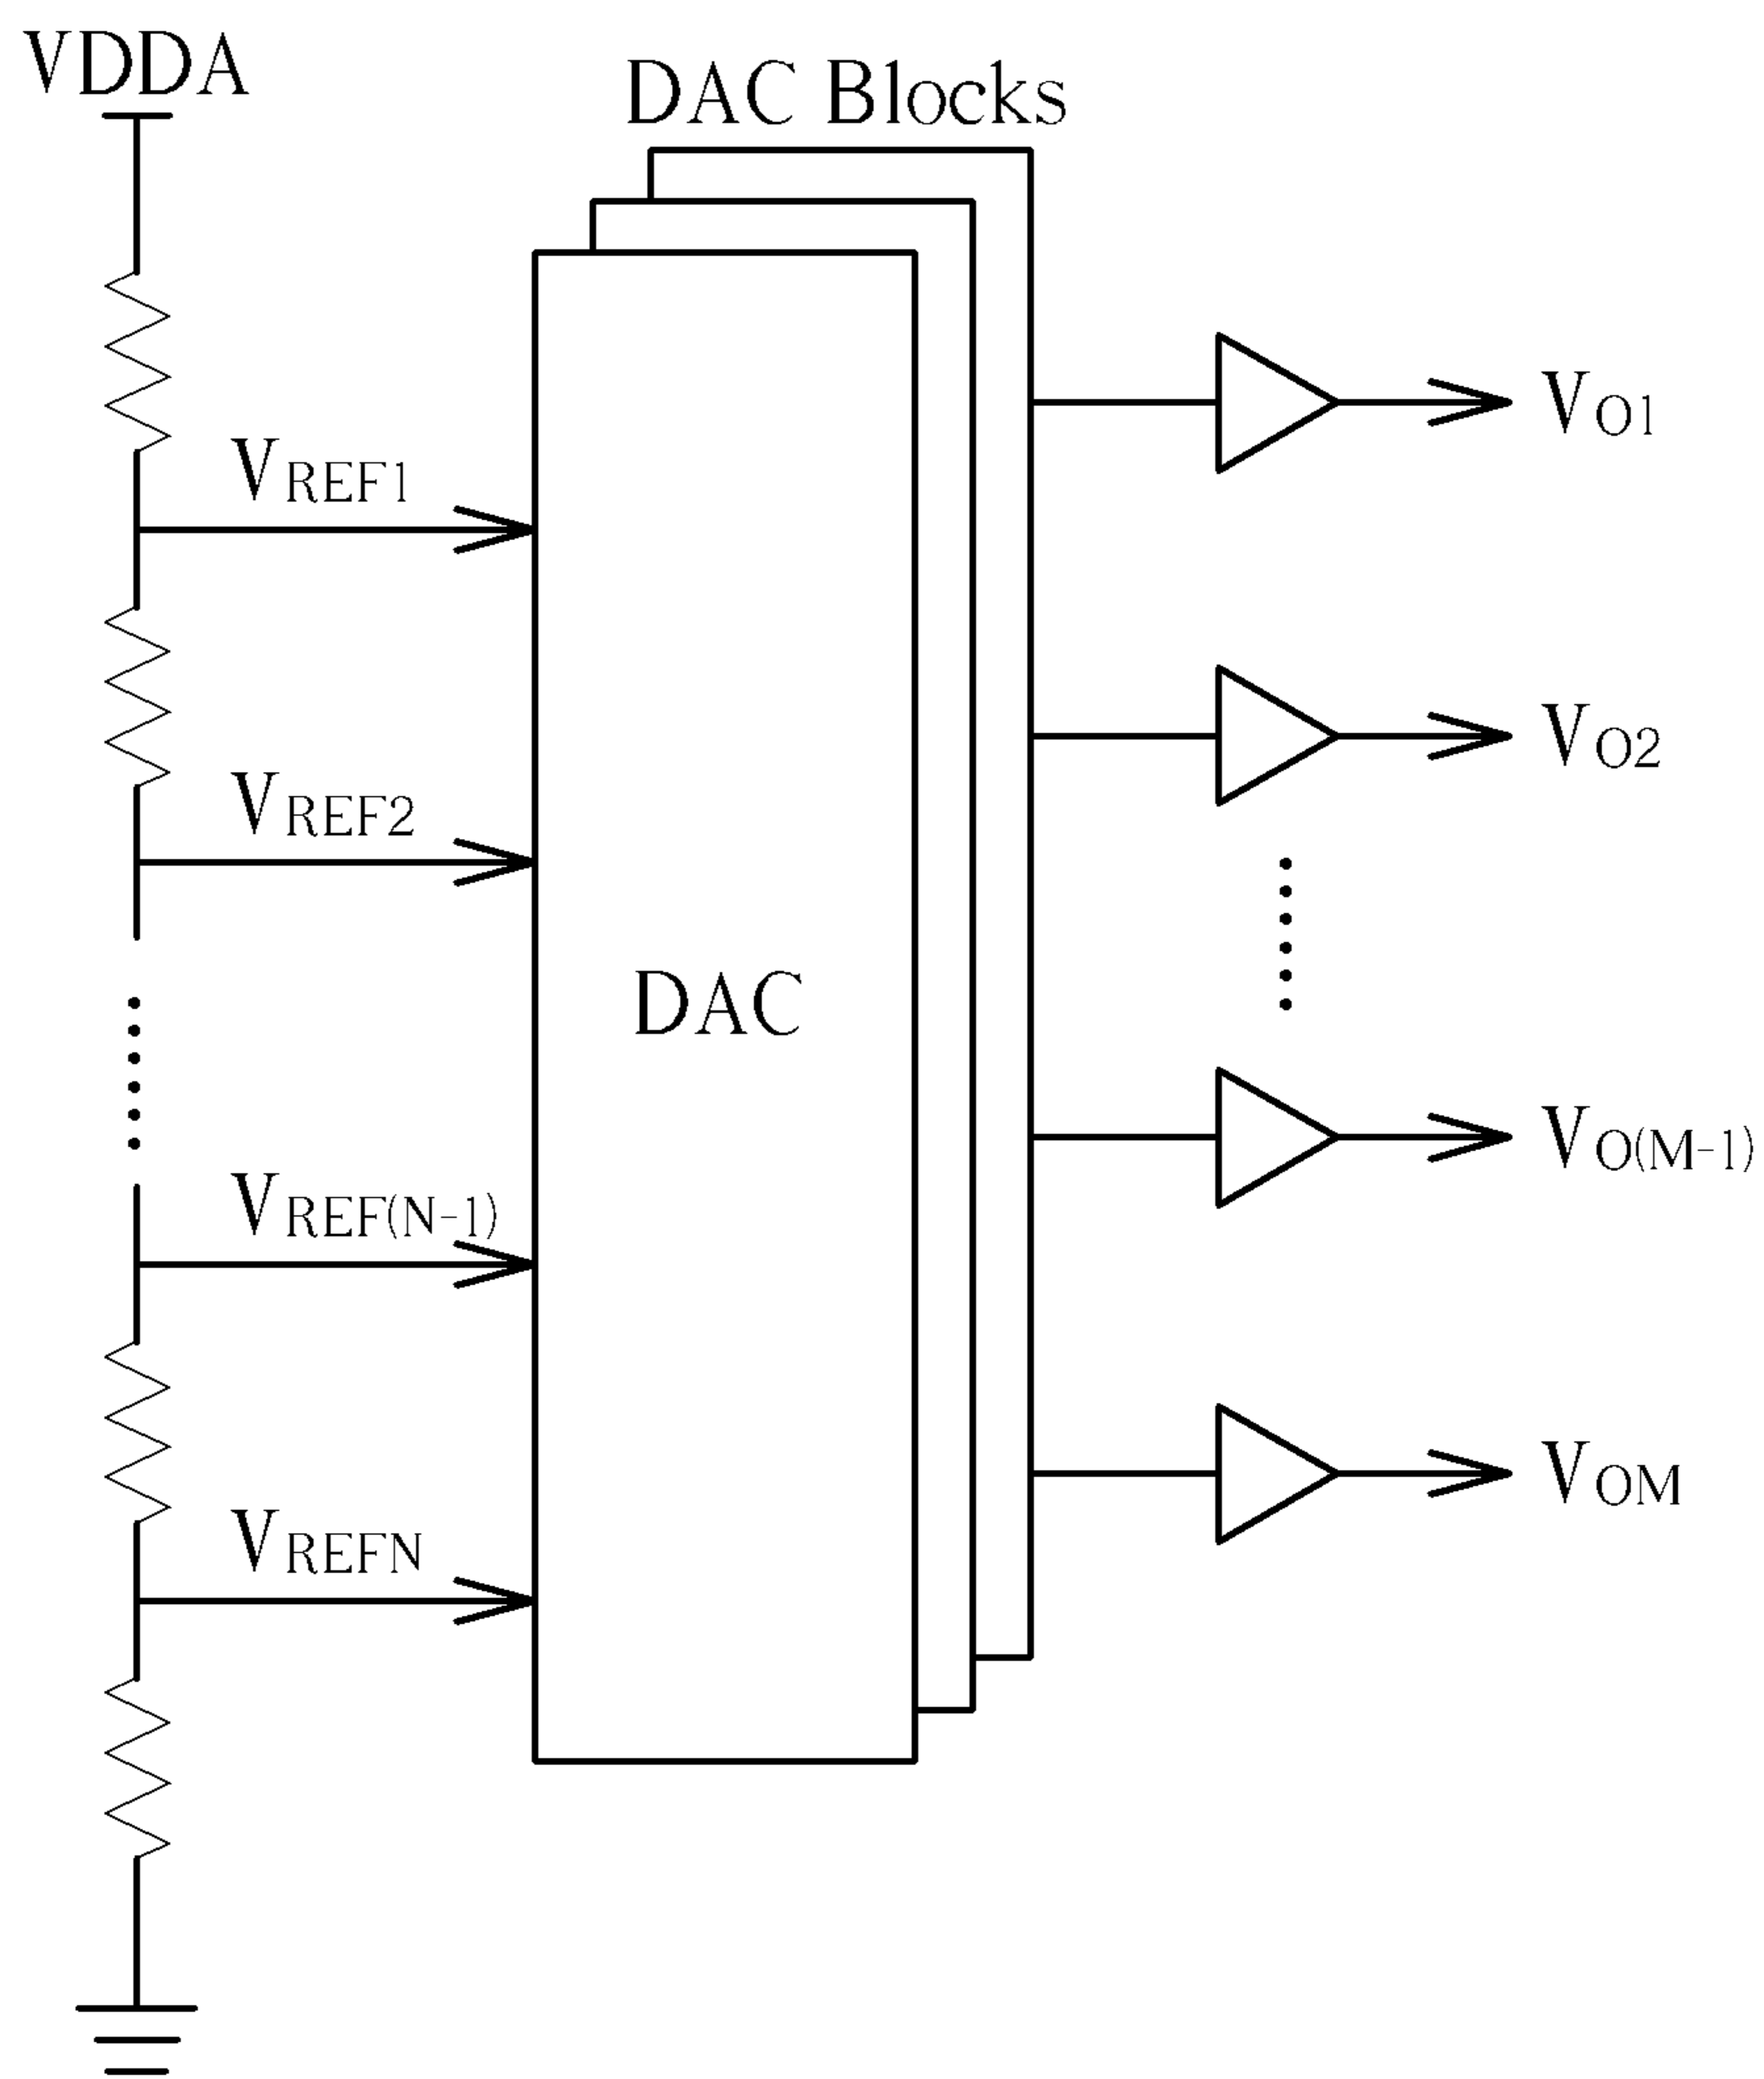 VDDA
DAC Blocks
VREF1
VREF2
DAC
VREF(N-1)
VREFN
VO1
VO2
VO(M-1)
VOM